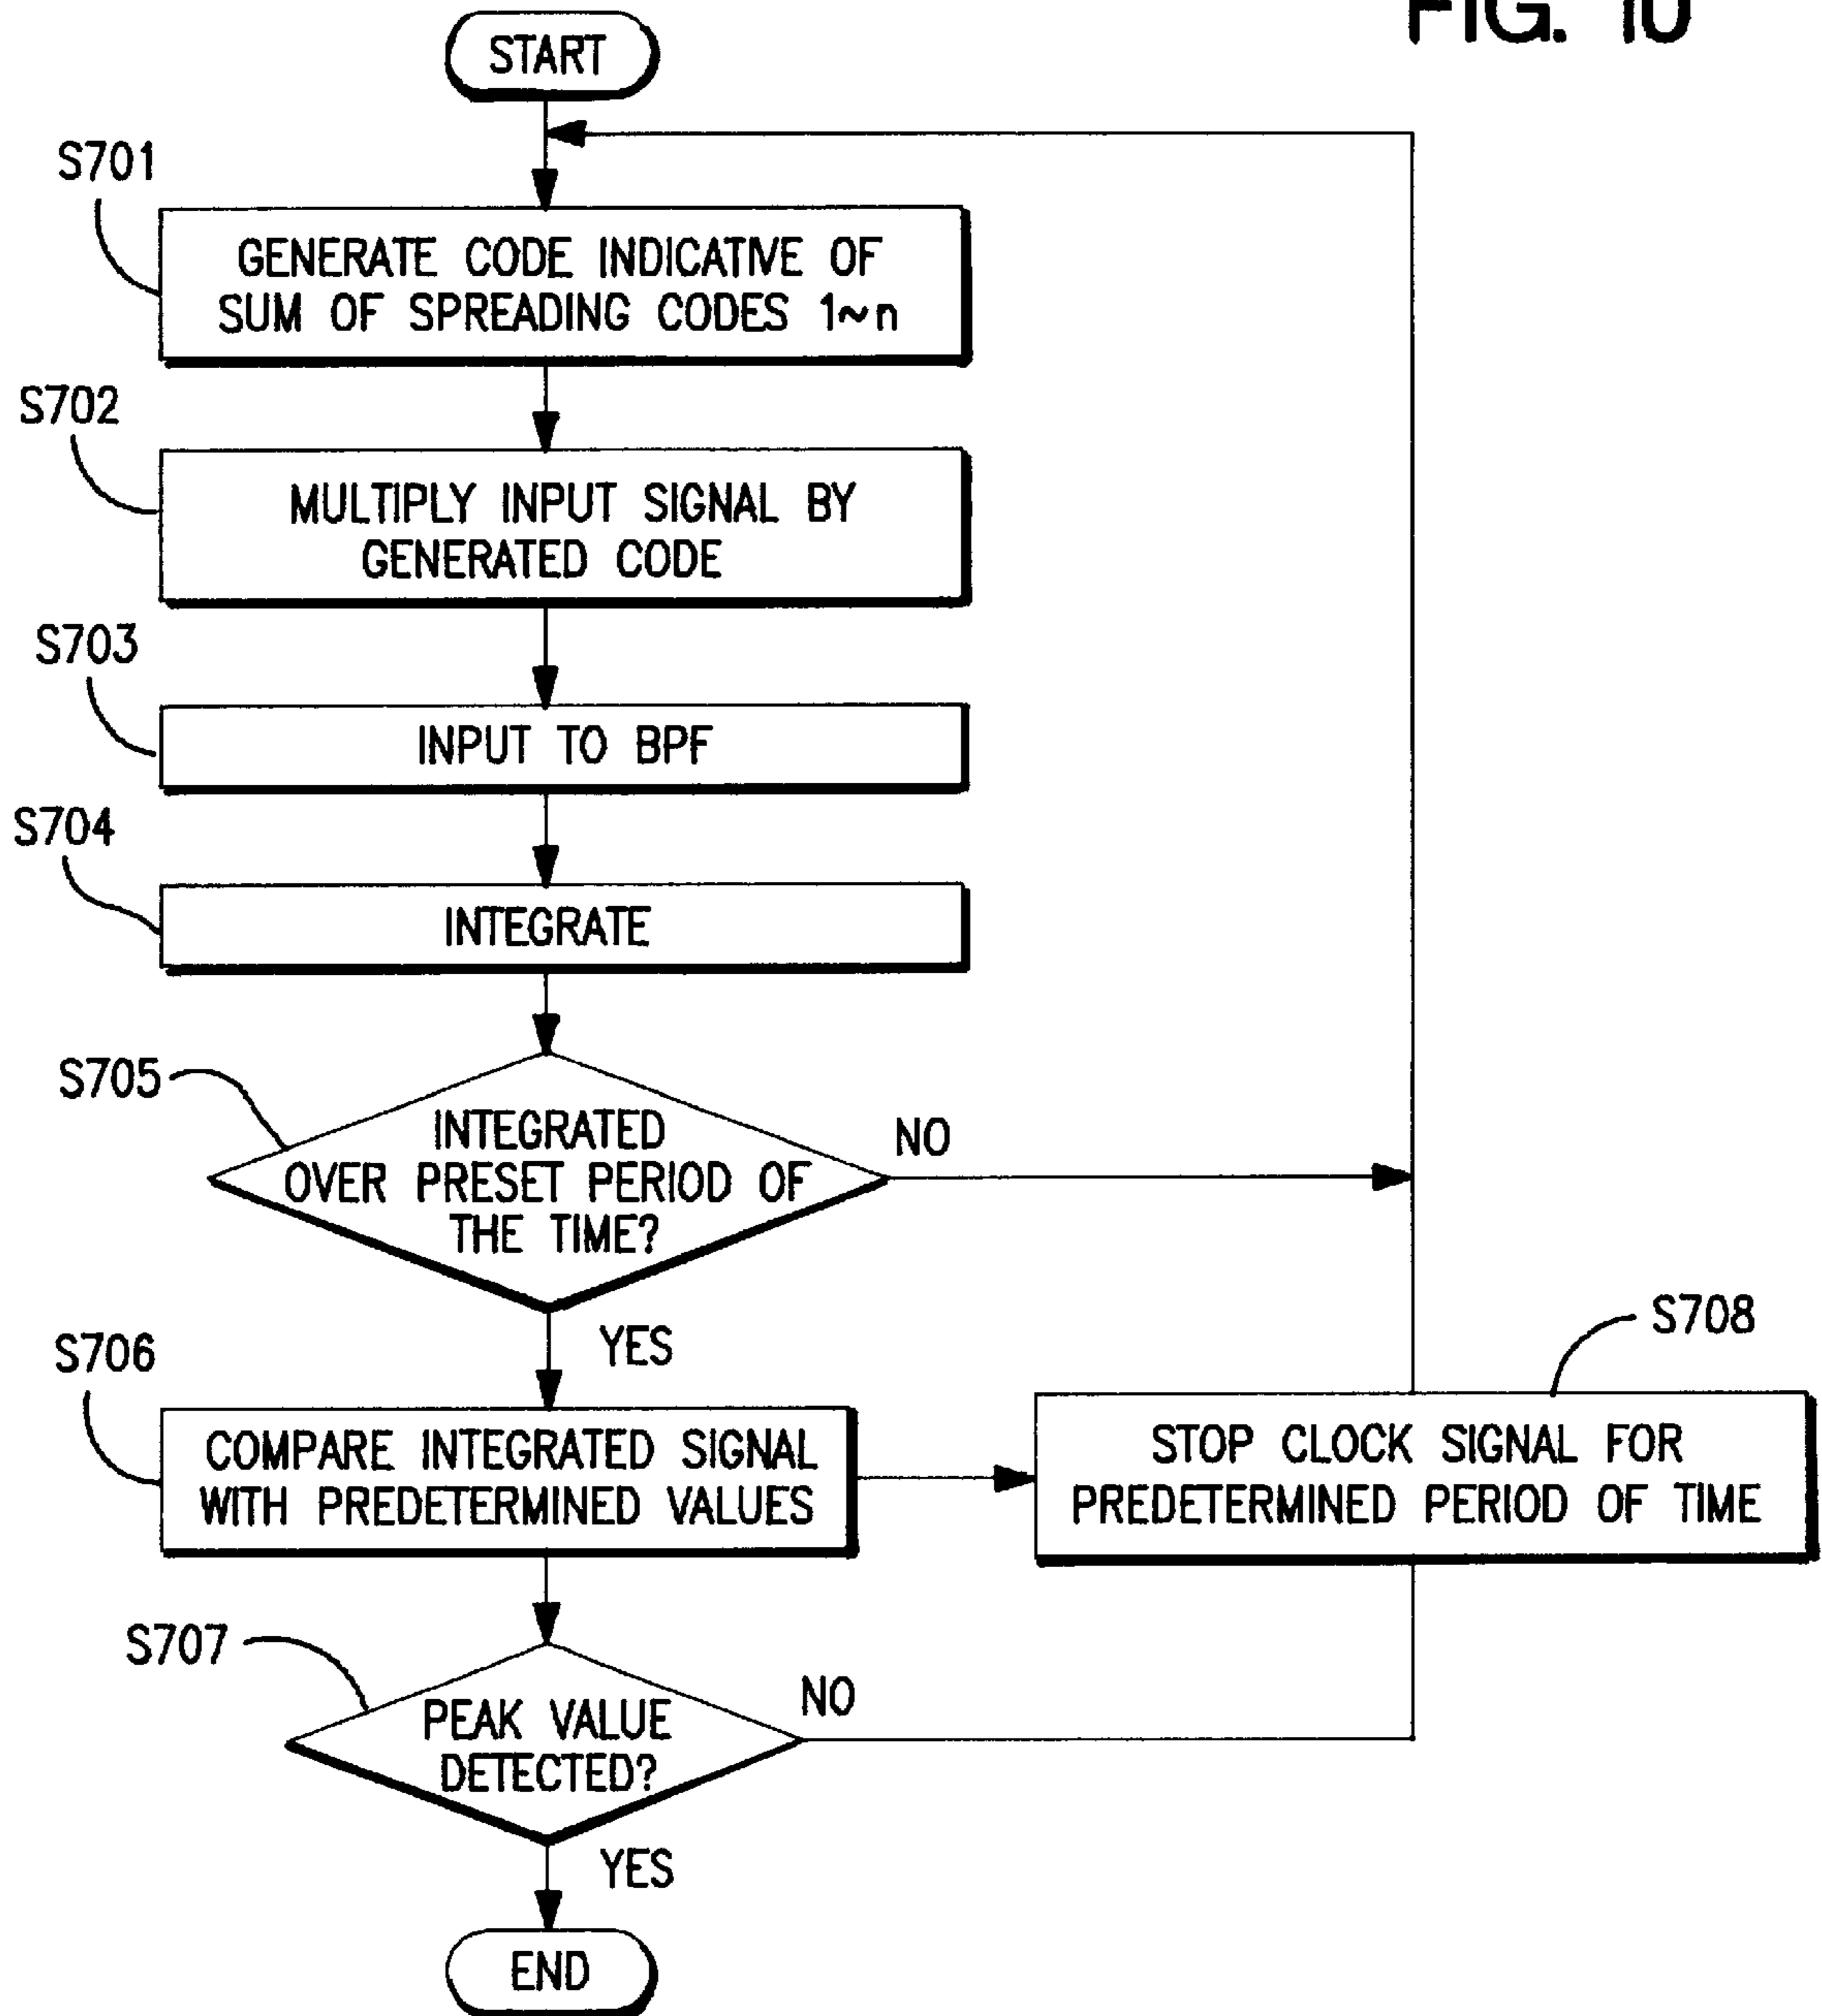 FIG. 10
START
S701
GENERATE CODE INDICATIVE OF
SUM OF SPREADING CODES 1~n
S702
MULTIPLY INPUT SIGNAL BY
GENERATED CODE
S703
INPUT TO BPF
S704
INTEGRATE
S705
INTEGRATED
OVER PRESET PERIOD OF
THE TIME?
NO
YES
S706
COMPARE INTEGRATED SIGNAL
WITH PREDETERMINED VALUES
S708
STOP CLOCK SIGNAL FOR
PREDETERMINED PERIOD OF TIME
S707
PEAK VALUE
DETECTED?
NO
YES
END